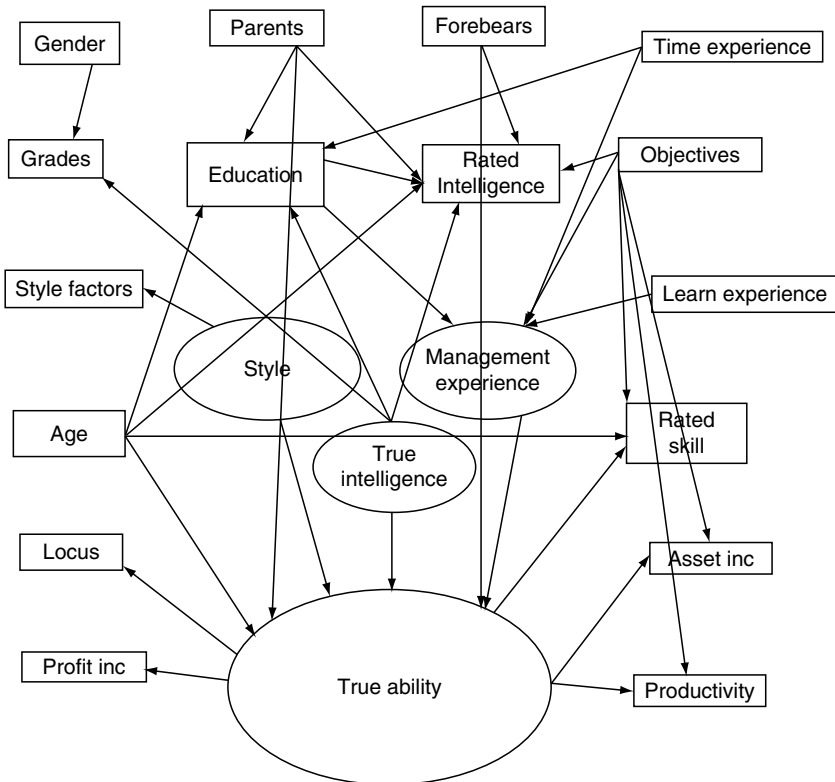 Gender
Parents
Forebears
Time experience
Grades
Education
Rated
Intelligence
Objectives
Style factors
Learn experience
Style
Management
experience
Age
True
intelligence
Rated
skill
Locus
Asset inc
Profit inc
True ability
Productivity